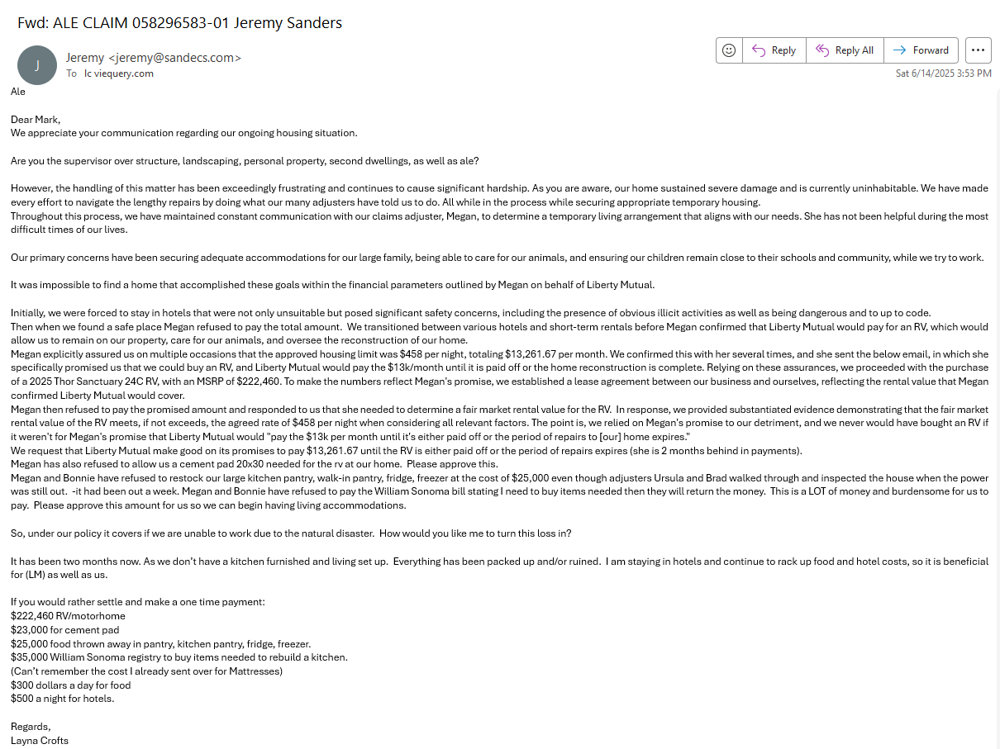 Fwd: ALE CLAIM 058296583-01 Jeremy Sanders
J
Jeremy <jeremy@sandecs.com>
To lc viequery.com
Reply
Reply All
Forward
Sat 6/14/2025 3:53 PM
Ale
Dear Mark,
We appreciate your communication regarding our ongoing housing situation.
Are you the supervisor over structure, landscaping, personal property, second dwellings, as well as ale?
However, the handling of this matter has been exceedingly frustrating and continues to cause significant hardship. As you are aware, our home sustained severe damage and is currently uninhabitable. We have made
every effort to navigate the lengthy repairs by doing what our many adjusters have told us to do. All while in the process while securing appropriate temporary housing.
Throughout this process, we have maintained constant communication with our claims adjuster, Megan, to determine a temporary living arrangement that aligns with our needs. She has not been helpful during the most
difficult times of our lives.
Our primary concerns have been securing adequate accommodations for our large family, being able to care for our animals, and ensuring our children remain close to their schools and community, while we try to work.
It was impossible to find a home that accomplished these goals within the financial parameters outlined by Megan on behalf of Liberty Mutual.
Initially, we were forced to stay in hotels that were not only unsuitable but posed significant safety concerns, including the presence of obvious illicit activities as well as being dangerous and to up to code.
Then when we found a safe place Megan refused to pay the total amount. We transitioned between various hotels and short-term rentals before Megan confirmed that Liberty Mutual would pay for an RV, which would
allow us to remain on our property, care for our animals, and oversee the reconstruction of our home.
Megan explicitly assured us on multiple occasions that the approved housing limit was $458 per night, totaling $13,261.67 per month. We confirmed this with her several times, and she sent the below email, in which she
specifically promised us that we could buy an RV, and Liberty Mutual would pay the $13k/month until it is paid off or the home reconstruction is complete. Relying on these assurances, we proceeded with the purchase
of a 2025 Thor Sanctuary 24C RV, with an MSRP of $222,460. To make the numbers reflect Megan's promise, we established a lease agreement between our business and ourselves, reflecting the rental value that Megan
confirmed Liberty Mutual would cover.
Megan then refused to pay the promised amount and responded to us that she needed to determine a fair market rental value for the RV. In response, we provided substantiated evidence demonstrating that the fair market
rental value of the RV meets, if not exceeds, the agreed rate of $458 per night when considering all relevant factors. The point is, we relied on Megan's promise to our detriment, and we never would have bought an RV if
it weren't for Megan's promise that Liberty Mutual would "pay the $13k per month until it's either paid off or the period of repairs to [our] home expires."
We request that Liberty Mutual make good on its promises to pay $13,261.67 until the RV is either paid off or the period of repairs expires (she is 2 months behind in payments).
Megan has also refused to allow us a cement pad 20x30 needed for the rv at our home. Please approve this.
Megan and Bonnie have refused to restock our large kitchen pantry, walk-in pantry, fridge, freezer at the cost of $25,000 even though adjusters Ursula and Brad walked through and inspected the house when the power
was still out. -it had been out a week. Megan and Bonnie have refused to pay the William Sonoma bill stating I need to buy items needed then they will return the money. This is a LOT of money and burdensome for us to
pay. Please approve this amount for us so we can begin having living accommodations.
So, under our policy it covers if we are unable to work due to the natural disaster. How would you like me to turn this loss in?
It has been two months now. As we don't have a kitchen furnished and living set up. Everything has been packed up and/or ruined. I am staying in hotels and continue to rack up food and hotel costs, so it is beneficial
for (LM) as well as us.
If you would rather settle and make a one time payment:
$222,460 RV/motorhome
$23,000 for cement pad
$25,000 food thrown away in pantry, kitchen pantry, fridge, freezer.
$35,000 William Sonoma registry to buy items needed to rebuild a kitchen.
(Can't remember the cost I already sent over for Mattresses)
$300 dollars a day for food
$500 a night for hotels.
Regards,
Layna Crofts